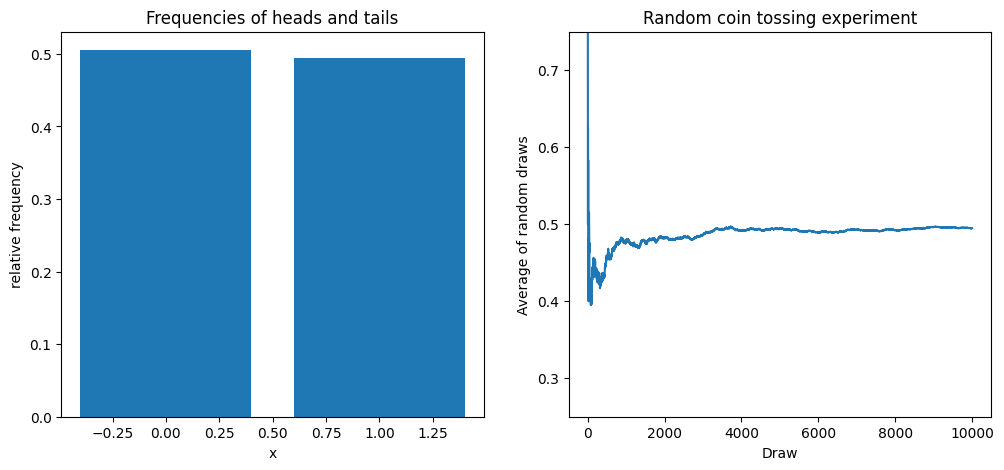 Frequencies of heads and tails
relative frequency
0.5
0.4
0.3
0.2
0.1
0.0
−0.25 0.00 0.25 0.50 0.75 1.00 1.25
x
Random coin tossing experiment
Average of random draws
0.7
0.6
0.5
0.4
0.3
0 2000 4000 6000 8000 10000
Draw